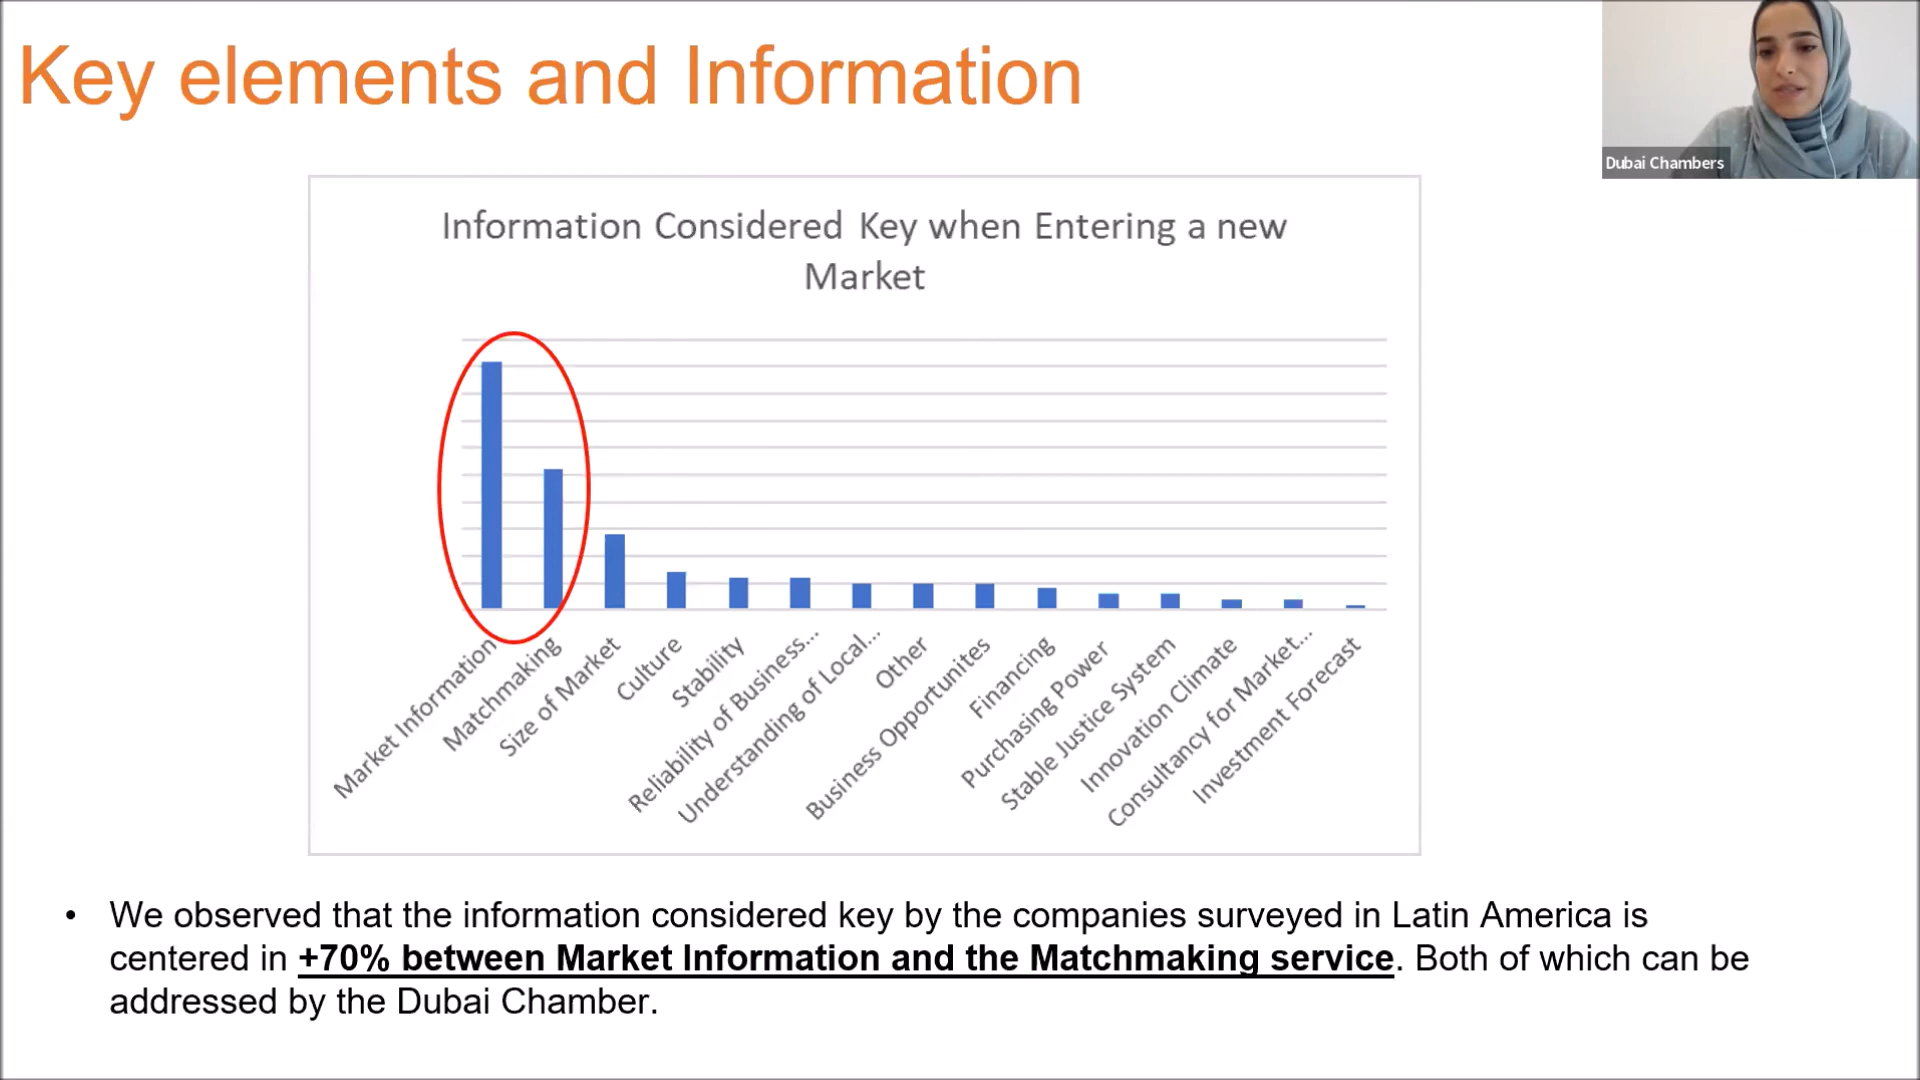 Key elements and Information
Dubai Chambers
Information Considered Key when Entering a new
Market
Market Information
Matchmaking
Size of Market
Culture
Stability
Reliability of Business...
Understanding of Local...
Other
Business Opportunites
Financing
Purchasing Power
Stable Justice System
Innovation Climate
Consultancy for Market...
Investment Forecast
• We observed that the information considered key by the companies surveyed in Latin America is
centered in +70% between Market Information and the Matchmaking service. Both of which can be
addressed by the Dubai Chamber.